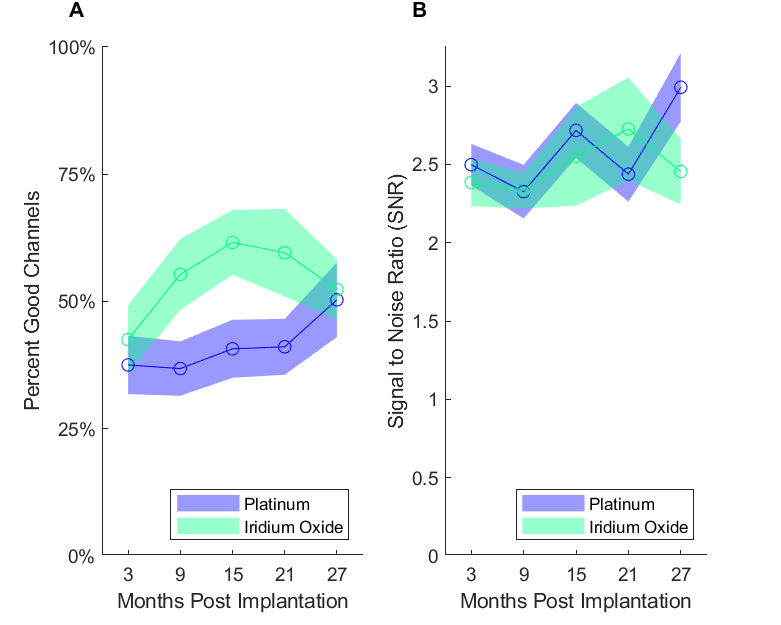 A
100%
75%
50%
25%
0%
Percent Good Channels
3 9 15 21 27
Months Post Implantation
Platinum
Iridium Oxide
B
3
2.5
2
1.5
1
0.5
0
Signal to Noise Ratio (SNR)
3 9 15 21 27
Months Post Implantation
Platinum
Iridium Oxide